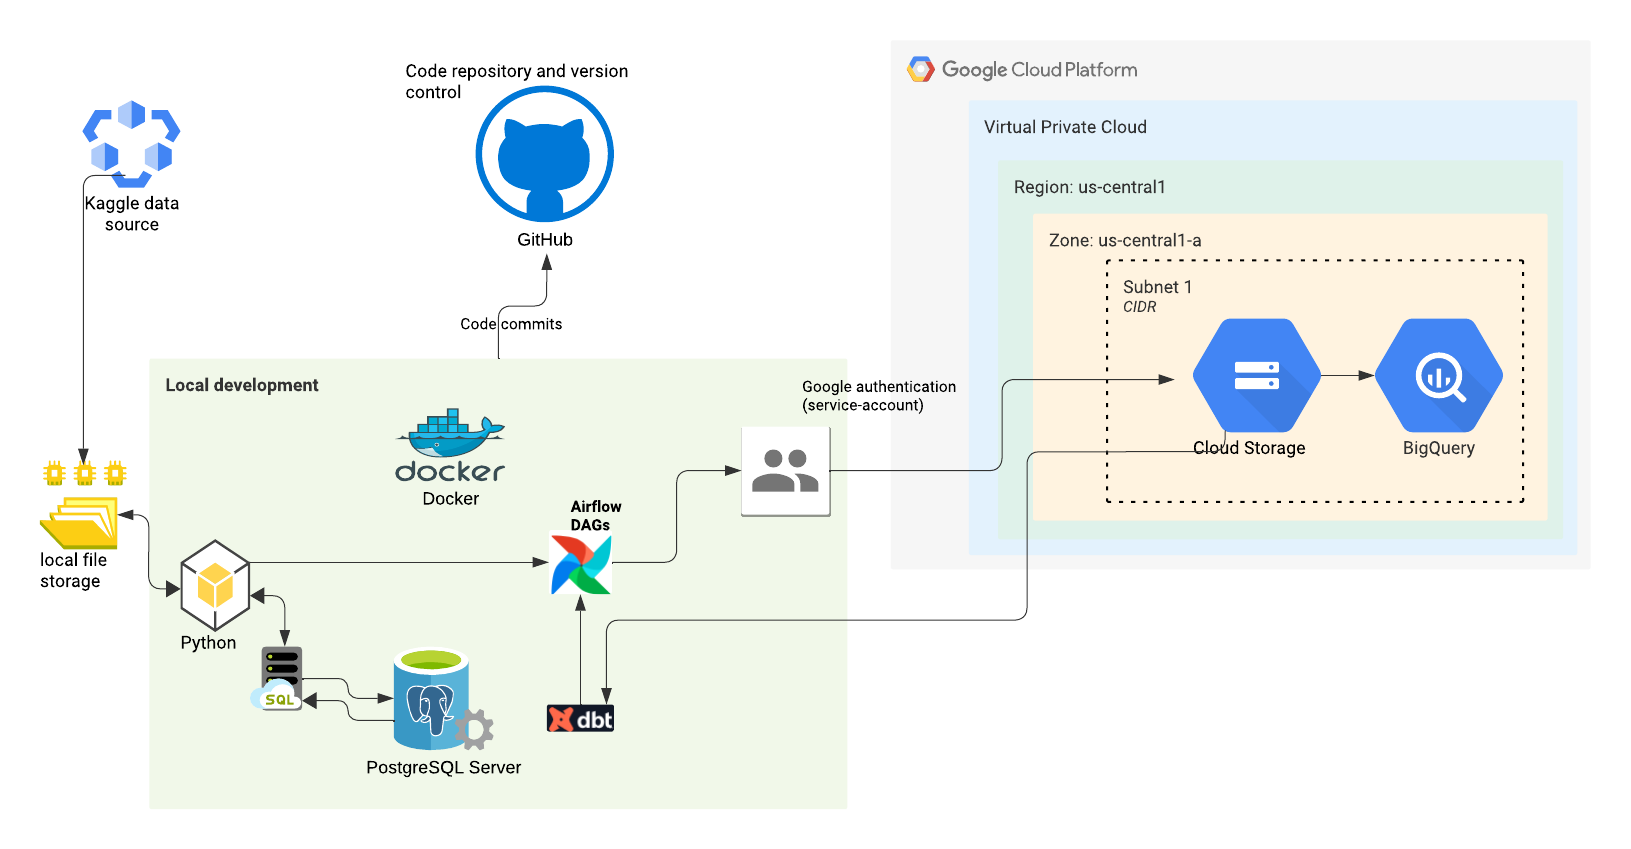 Code repository and version
control
Google Cloud Platform
Virtual Private Cloud
Region: us-central1
Kaggle data
source
GitHub
Zone: us-central1-a
Subnet 1
CIDR
Code commits
Local development
Google authentication
(service-account)
docker
Docker
Cloud Storage
BigQuery
Airflow
DAGs
local file
storage
Python
SQL
dbt
PostgreSQL Server